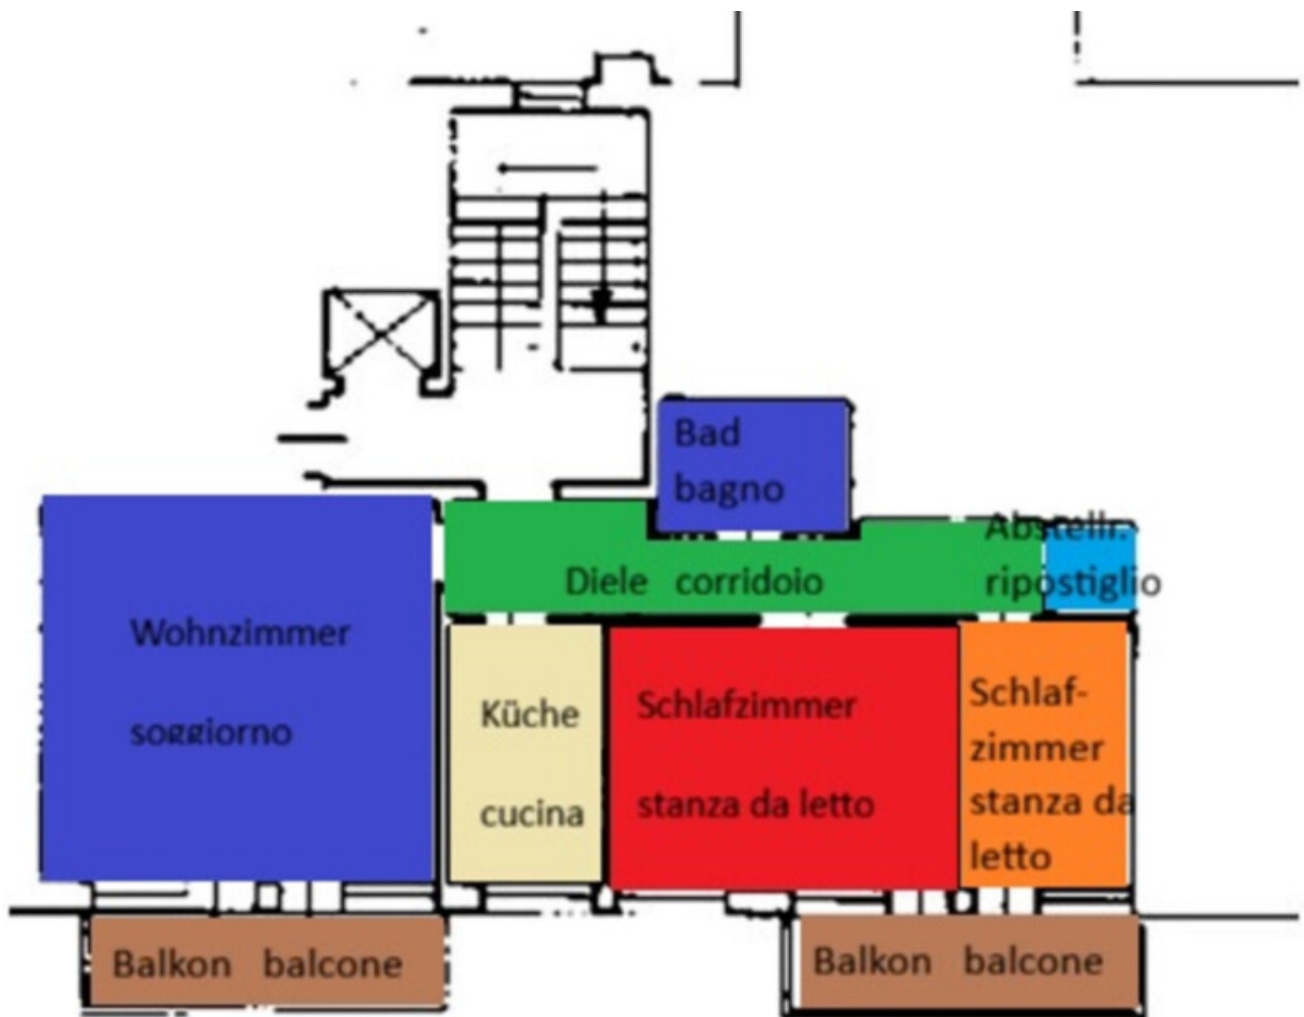 Bad
bagno
Abstellr.
ripostiglio
Diele corridoio
Wohnzimmer
soggiorno
Küche
cucina
Schlafzimmer
stanza da letto
Schlaf-
zimmer
stanza da
letto
Balkon balcone
Balkon balcone